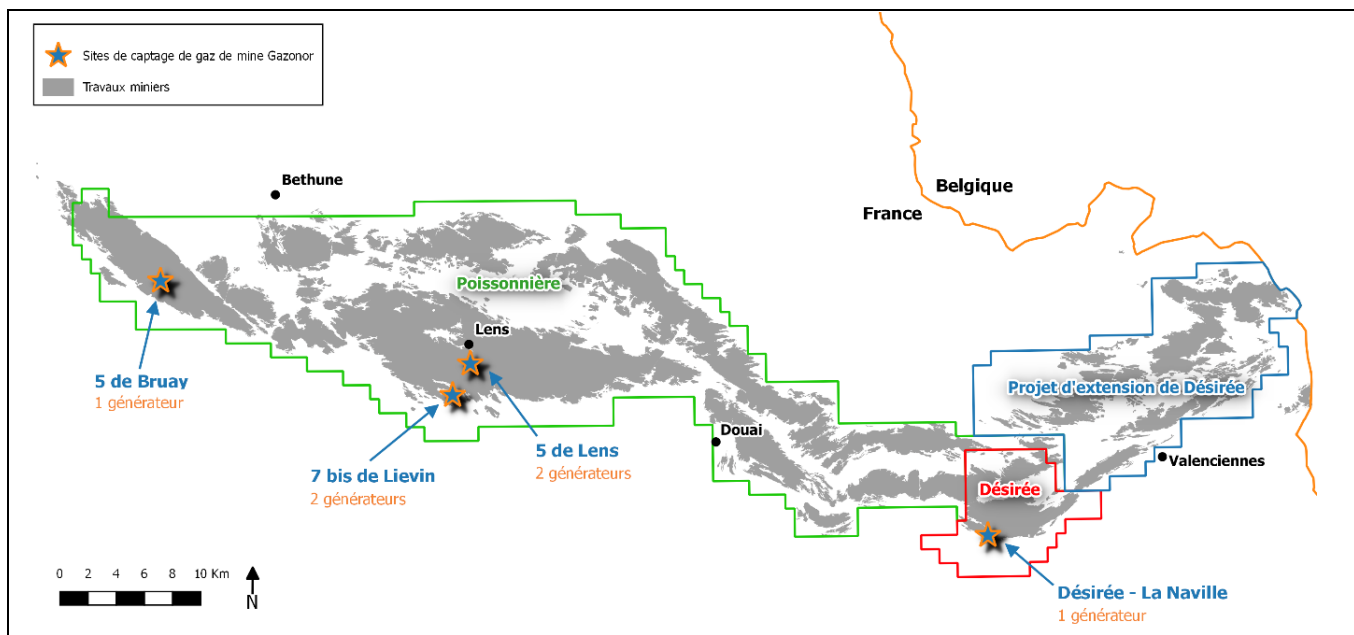 Sites de captage de gaz de mine Gazonor
Travaux miniers
Bethune
Belgique
France
Poissonnière
Lens
5 de Bruay
1 générateur
Projet d'extension de Désirée
Douai
5 de Lens
2 générateurs
7 bis de Lievin
2 générateurs
Valenciennes
Désirée
0 2 4 6 8 10 Km
N
Désirée - La Naville
1 générateur